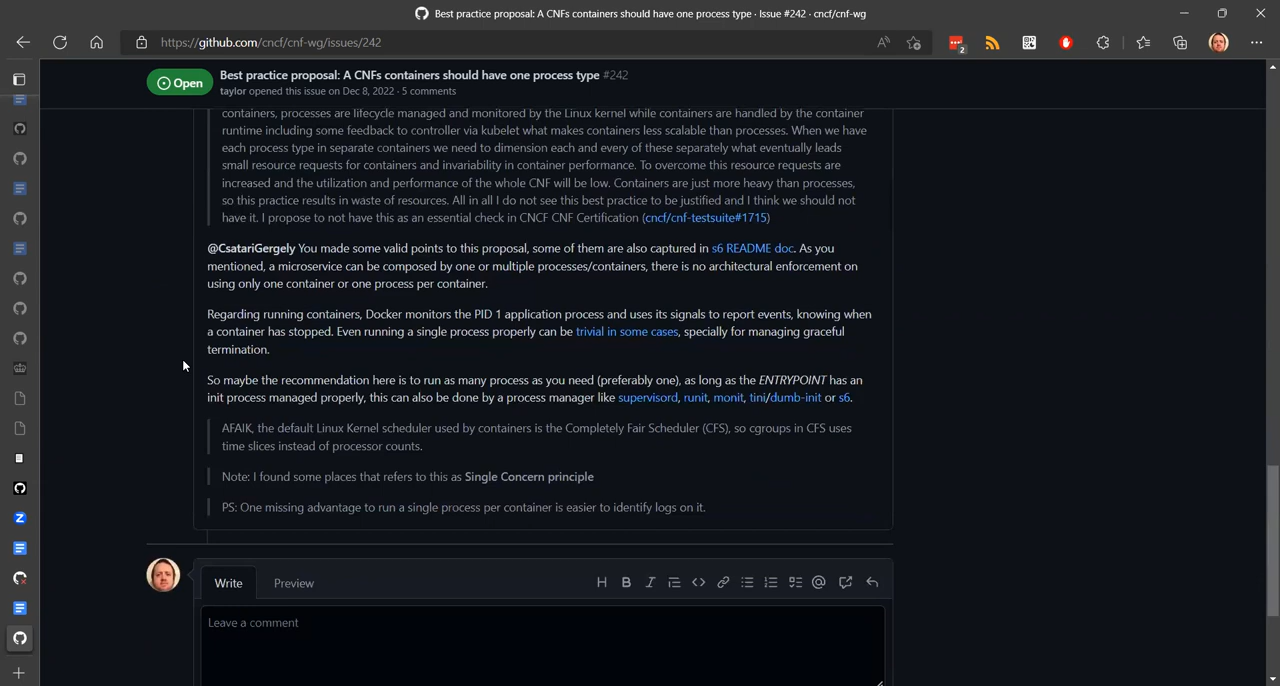 Best practice proposal: A CNFs containers should have one process type · Issue #242 · cncf/cnf-wg
https://github.com/cncf/cnf-wg/issues/242
2
Open
Best practice proposal: A CNFs containers should have one process type #242
taylor opened this issue on Dec 8, 2022 · 5 comments
containers, processes are lifecycle managed and monitored by the Linux kernel while containers are handled by the container
runtime including some feedback to controller via kubelet what makes containers less scalable than processes. When we have
each process type in separate containers we need to dimension each and every of these separately what eventually leads
small resource requests for containers and invariability in container performance. To overcome this resource requests are
increased and the utilization and performance of the whole CNF will be low. Containers are just more heavy than processes,
so this practice results in waste of resources. All in all I do not see this best practice to be justified and I think we should not
have it. I propose to not have this as an essential check in CNCF CNF Certification (cncf/cnf-testsuite#1715)
@CsatariGergely You made some valid points to this proposal, some of them are also captured in s6 README doc. As you
mentioned, a microservice can be composed by one or multiple processes/containers, there is no architectural enforcement on
using only one container or one process per container.
Regarding running containers, Docker monitors the PID 1 application process and uses its signals to report events, knowing when
a container has stopped. Even running a single process properly can be trivial in some cases, specially for managing graceful
termination.
So maybe the recommendation here is to run as many process as you need (preferably one), as long as the ENTRYPOINT has an
init process managed properly, this can also be done by a process manager like supervisord, runit, monit, tini/dumb-init or s6.
AFAIK, the default Linux Kernel scheduler used by containers is the Completely Fair Scheduler (CFS), so cgroups in CFS uses
time slices instead of processor counts.
Note: I found some places that refers to this as Single Concern principle
PS: One missing advantage to run a single process per container is easier to identify logs on it.
Write
Preview
Leave a comment